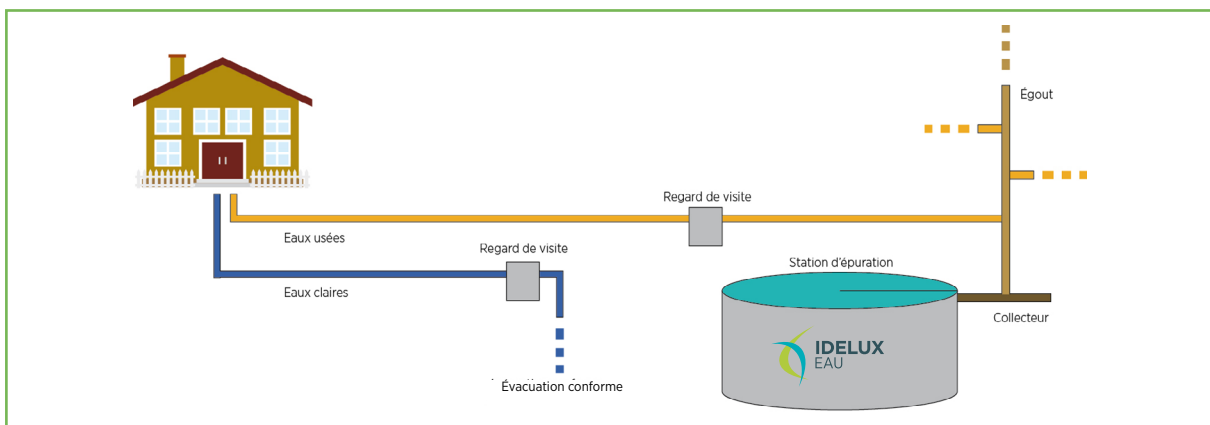 Égout
Regard de visite
Eaux usées
Regard de visite
Station d'épuration
Eaux claires
Collecteur
IDELUX
EAU
Évacuation conforme